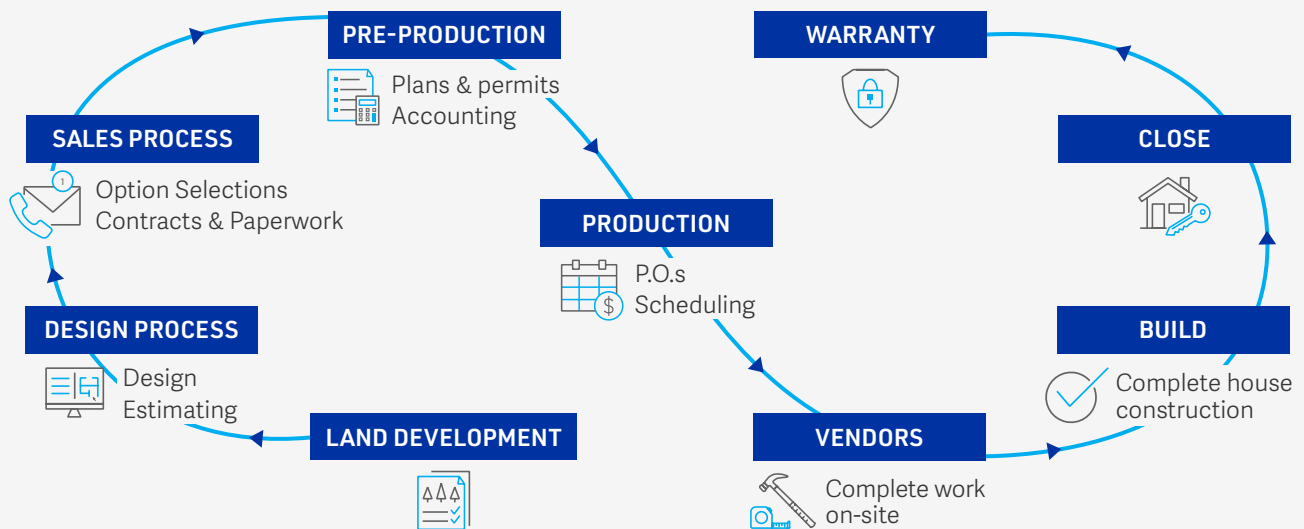 PRE-PRODUCTION
Plans & permits
Accounting
WARRANTY
SALES PROCESS
1
Option Selections
Contracts & Paperwork
CLOSE
PRODUCTION
P.O.s
$
Scheduling
DESIGN PROCESS
Design
Estimating
BUILD
Complete house
construction
LAND DEVELOPMENT
VENDORS
Complete work
on-site